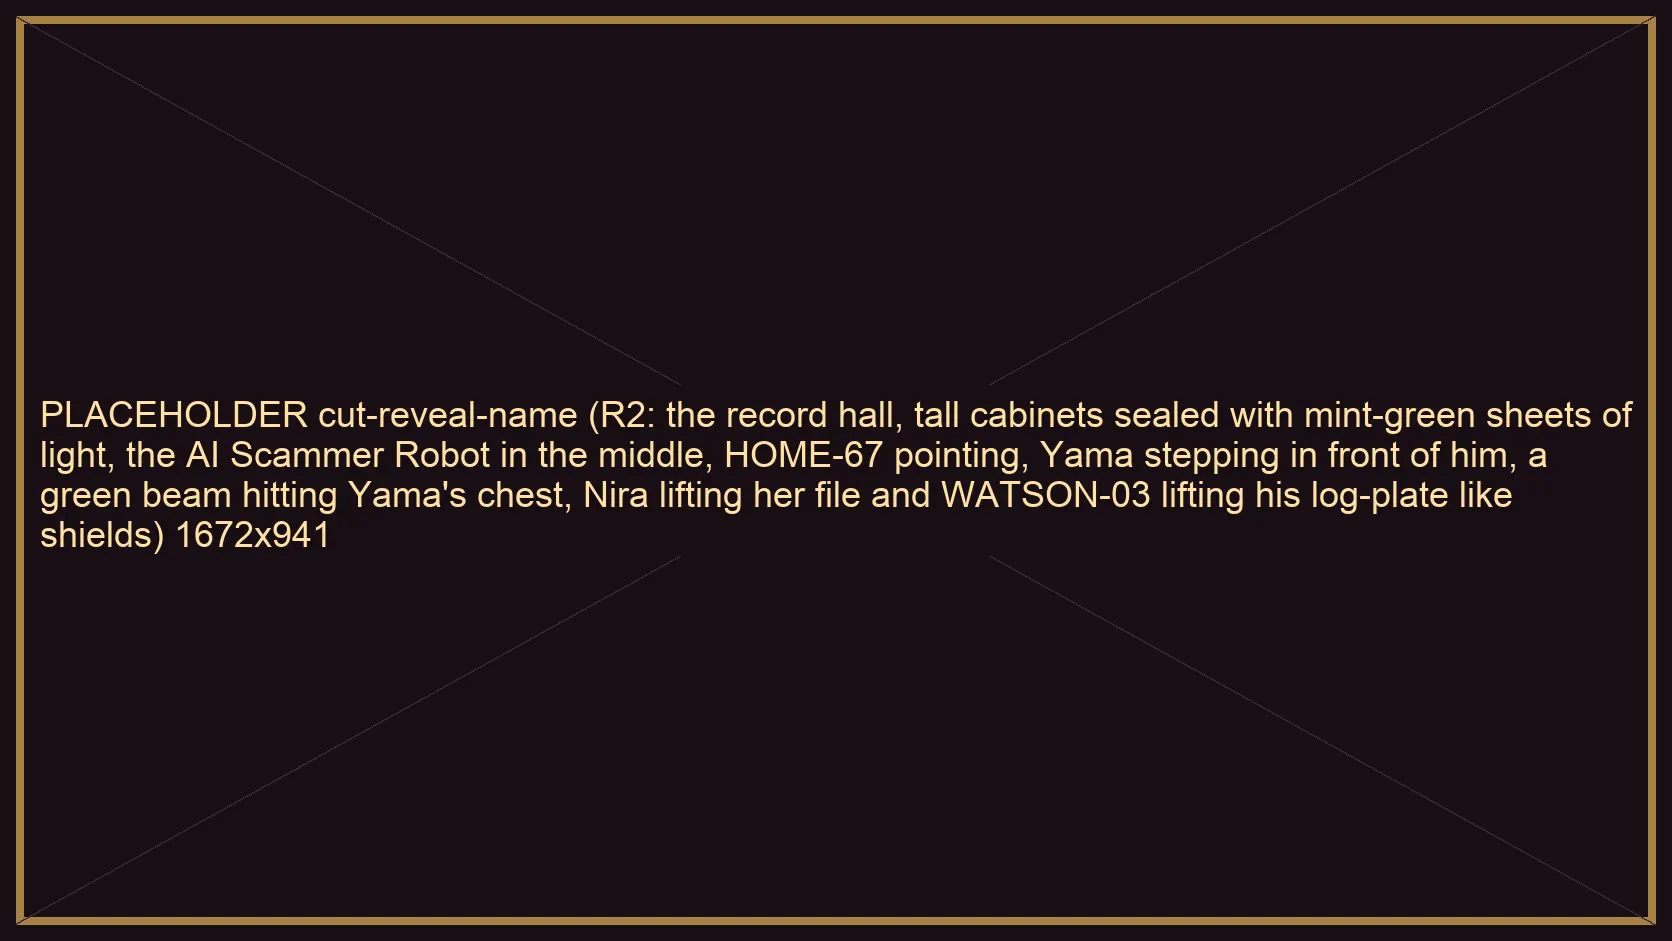 PLACEHOLDER cut-reveal-name (R2: the record hall, tall cabinets sealed with mint-green sheets of
light, the AI Scammer Robot in the middle, HOME-67 pointing, Yama stepping in front of him, a
green beam hitting Yama's chest, Nira lifting her file and WATSON-03 lifting his log-plate like
shields) 1672x941